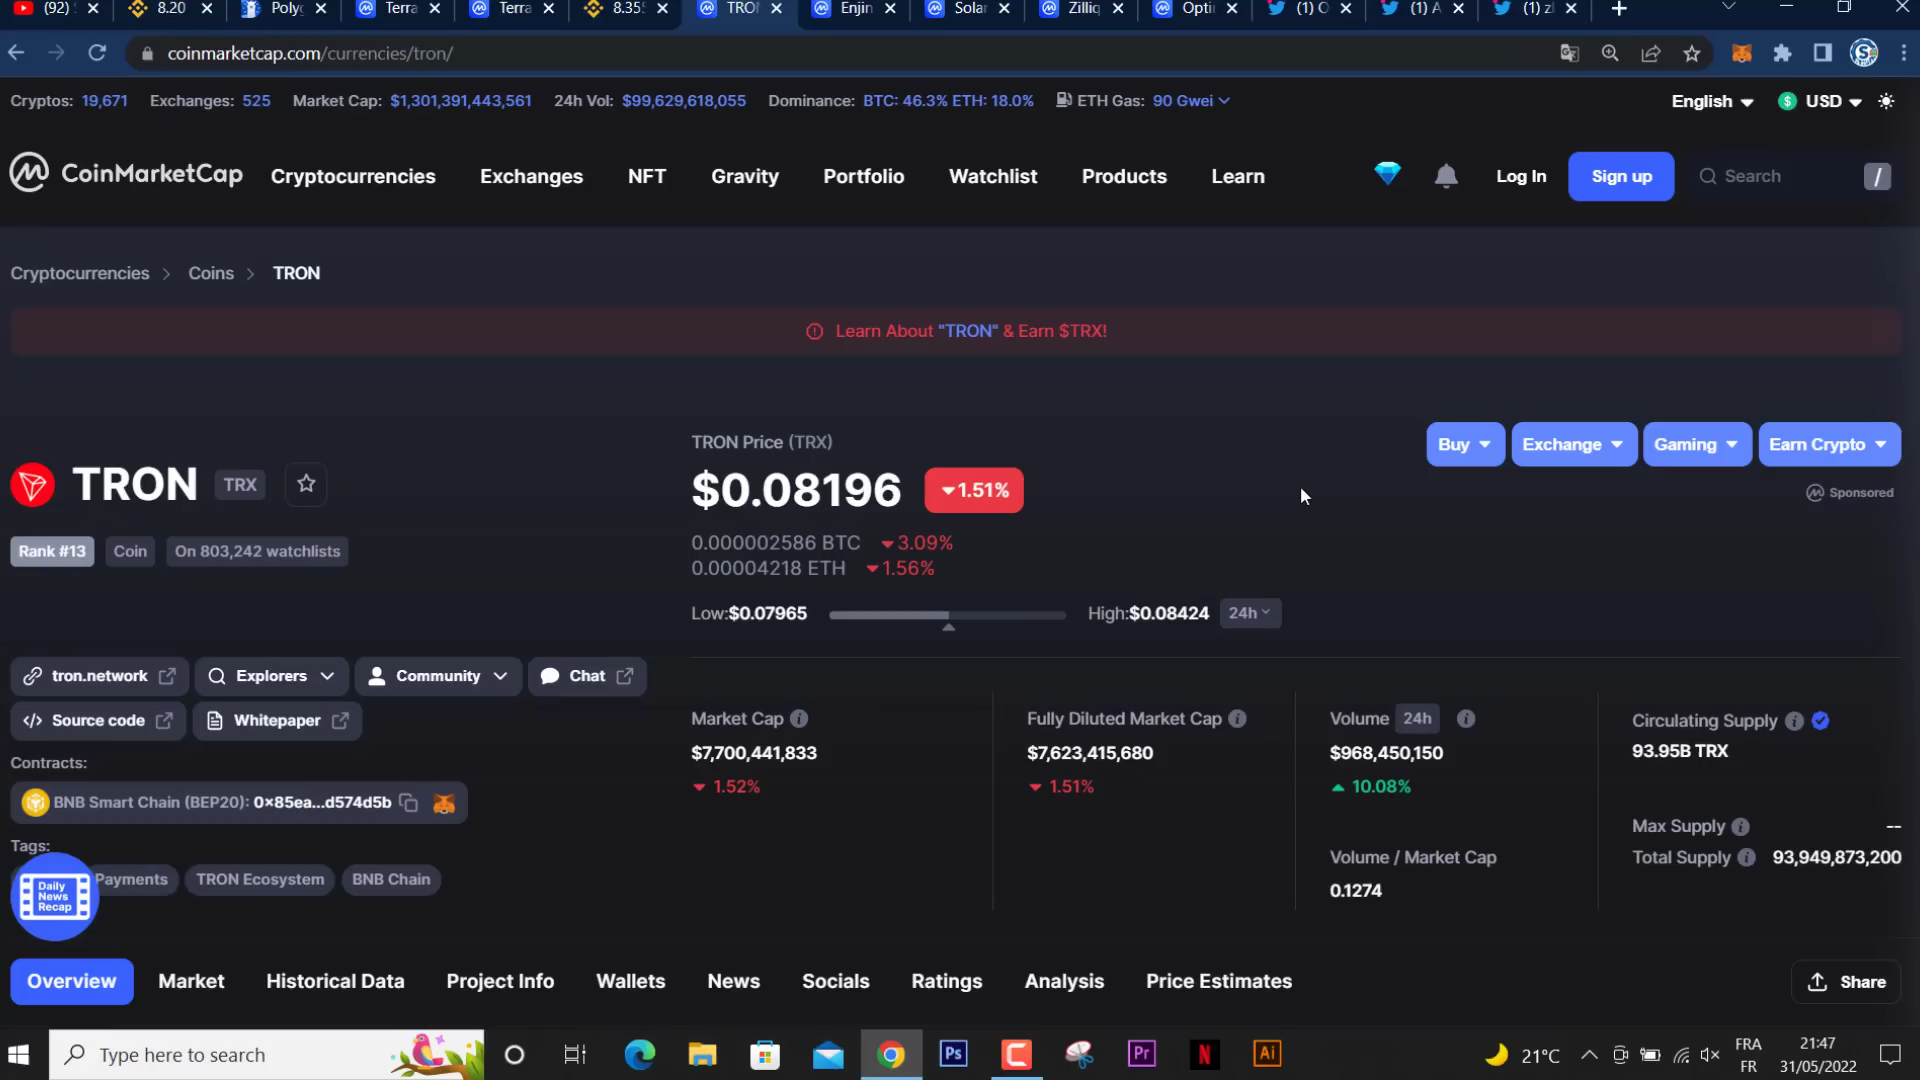 (92) S
8.20
Polyg
Terra
Terra
8.355
TRON
Enjin
Solar
Zilliq
Opti
(1) O
(1) A
(1) zl
coinmarketcap.com/currencies/tron/
Cryptos: 19,671 Exchanges: 525 Market Cap: $1,301,391,443,561 24h Vol: $99,629,618,055 Dominance: BTC: 46.3% ETH: 18.0% ETH Gas: 90 Gwei
English $ USD
CoinMarketCap Cryptocurrencies Exchanges NFT Gravity Portfolio Watchlist Products Learn Log In Sign up Search /
Cryptocurrencies > Coins > TRON
Learn About "TRON" & Earn $TRX!
TRON TRX
Rank #13 Coin On 803,242 watchlists
TRON Price (TRX)
$0.08196 1.51%
0.000002586 BTC 3.09%
0.00004218 ETH 1.56%
Low:$0.07965 High:$0.08424 24h
Buy Exchange Gaming Earn Crypto
Sponsored
tron.network Explorers Community Chat
Source code Whitepaper
Contracts:
BNB Smart Chain (BEP20): 0x85ea...d574d5b
Tags:
Payments TRON Ecosystem BNB Chain
Daily
News
Recap
Market Cap
$7,700,441,833
1.52%
Fully Diluted Market Cap
$7,623,415,680
1.51%
Volume 24h
$968,450,150
10.08%
Volume / Market Cap
0.1274
Circulating Supply
93.95B TRX
Max Supply --
Total Supply 93,949,873,200
Overview Market Historical Data Project Info Wallets News Socials Ratings Analysis Price Estimates Share
Type here to search
Ps
Pr
N
Ai
21°C
FRA
FR
21:47
31/05/2022